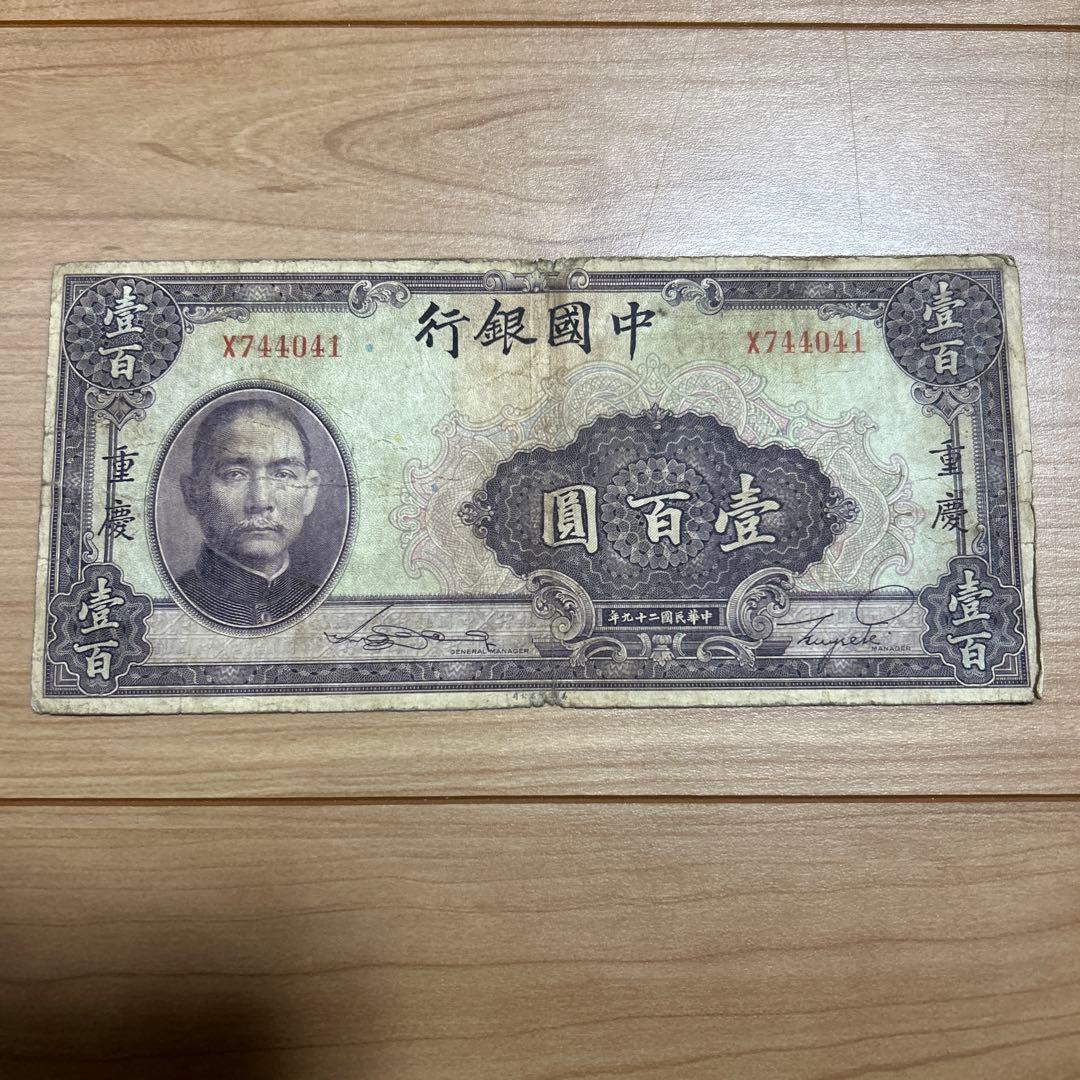 中國銀行
X744041
X744041
壹百
壹百
重慶
重慶
壹百圓
中華民國二十九年
壹百
壹百
GENERAL MANAGER
MANAGER